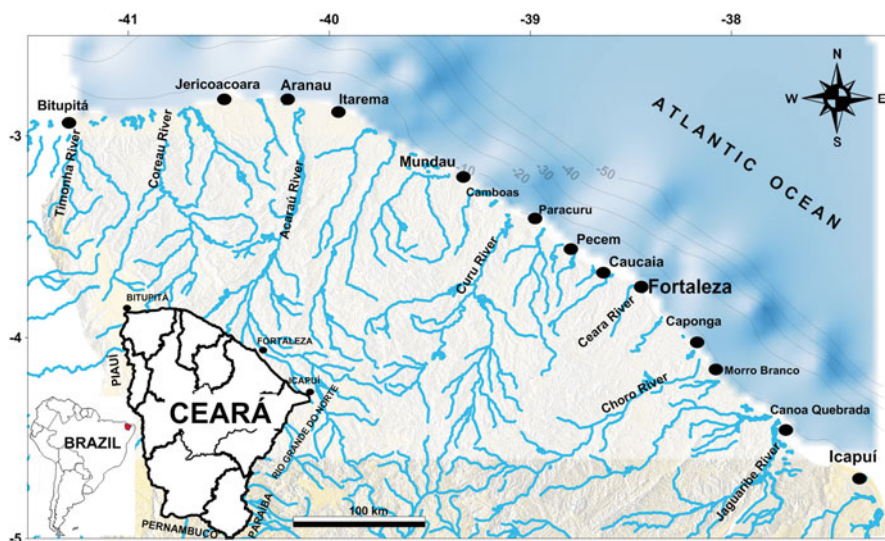 -41
-40
-39
-38
N
W
E
S
ATLANTIC OCEAN
Jericoacoara
Aranau
Itarema
Bitupitá
-3
Timonha River
Coreau River
Acaraú River
Mundau
-10
-20
-30
-40
-50
Camboas
Paracuru
Curu River
Pecem
Caucaia
Fortaleza
Ceara River
Caponga
Morro Branco
Choro River
Canoa Quebrada
Jaguaribe River
Icapuí
-4
BITUPITÁ
FORTALEZA
ICAPUÍ
PIAUÍ
CEARÁ
RIO GRANDE DO NORTE
BRAZIL
PARAÍBA
PERNAMBUCO
100 km
-5